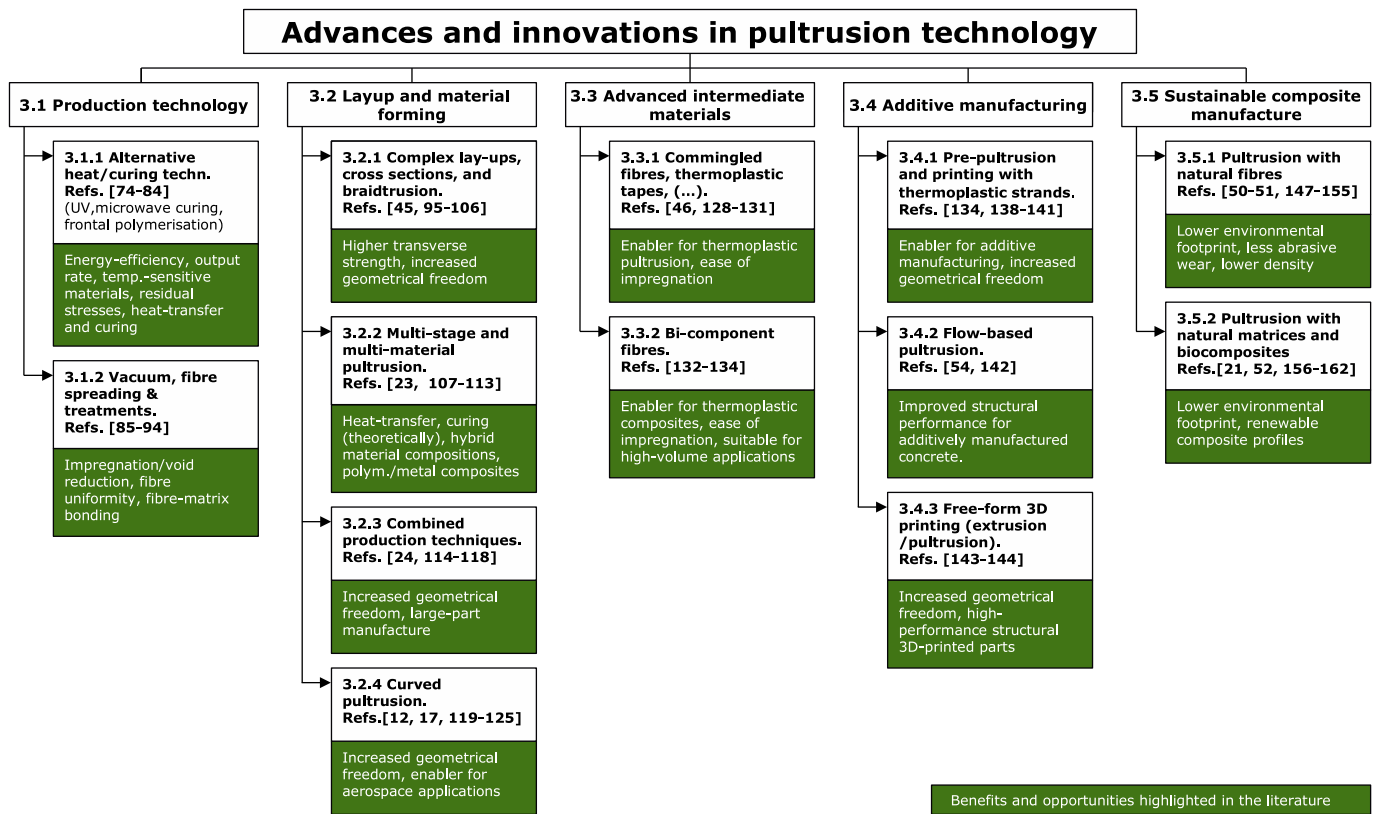 Advances and innovations in pultrusion technology
3.1 Production technology
3.1.1 Alternative
heat/curing techn.
Refs. [74–84]
(UV,microwave curing,
frontal polymerisation)
Energy-efficiency, output
rate, temp.-sensitive
materials, residual
stresses, heat-transfer
and curing
3.1.2 Vacuum, fibre
spreading &
treatments.
Refs. [85–94]
Impregnation/void
reduction, fibre
uniformity, fibre-matrix
bonding
3.2 Layup and material
forming
3.2.1 Complex lay-ups,
cross sections, and
braidtrusion.
Refs. [45, 95–106]
Higher transverse
strength, increased
geometrical freedom
3.2.2 Multi-stage and
multi-material
pultrusion.
Refs. [23, 107–113]
Heat-transfer, curing
(theoretically), hybrid
material compositions,
polym./metal composites
3.2.3 Combined
production techniques.
Refs. [24, 114–118]
Increased geometrical
freedom, large-part
manufacture
3.2.4 Curved
pultrusion.
Refs.[12, 17, 119–125]
Increased geometrical
freedom, enabler for
aerospace applications
3.3 Advanced intermediate
materials
3.3.1 Commingled
fibres, thermoplastic
tapes, (...).
Refs. [46, 128–131]
Enabler for thermoplastic
pultrusion, ease of
impregnation
3.3.2 Bi-component
fibres.
Refs. [132–134]
Enabler for thermoplastic
composites, ease of
impregnation, suitable for
high-volume applications
3.4 Additive manufacturing
3.4.1 Pre-pultrusion
and printing with
thermoplastic strands.
Refs. [134, 138–141]
Enabler for additive
manufacturing, increased
geometrical freedom
3.4.2 Flow-based
pultrusion.
Refs. [54, 142]
Improved structural
performance for
additively manufactured
concrete.
3.4.3 Free-form 3D
printing (extrusion
/pultrusion).
Refs. [143–144]
Increased geometrical
freedom, high-
performance structural
3D-printed parts
3.5 Sustainable composite
manufacture
3.5.1 Pultrusion with
natural fibres
Refs. [50–51, 147–155]
Lower environmental
footprint, less abrasive
wear, lower density
3.5.2 Pultrusion with
natural matrices and
biocomposites
Refs.[21, 52, 156–162]
Lower environmental
footprint, renewable
composite profiles
Benefits and opportunities highlighted in the literature